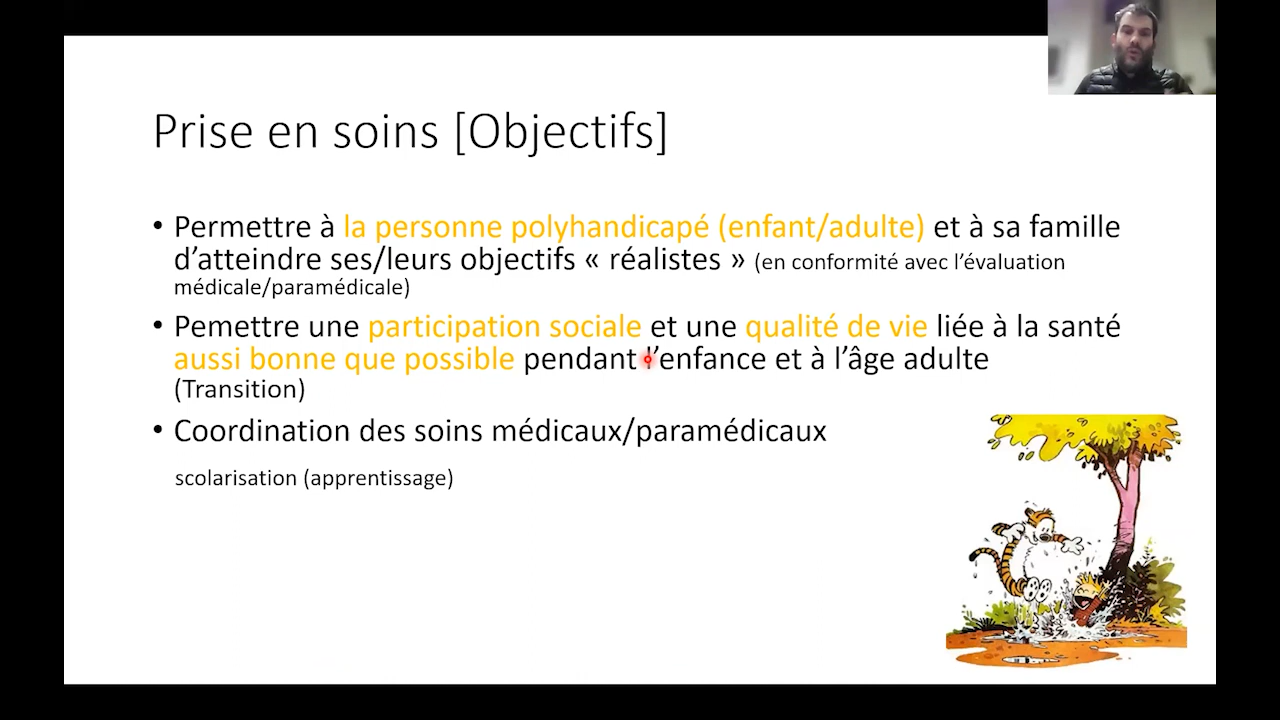 Prise en soins [Objectifs]
• Permettre à la personne polyhandicapé (enfant/adulte) et à sa famille
d’atteindre ses/leurs objectifs « réalistes » (en conformité avec l’évaluation
médicale/paramédicale)
• Pemettre une participation sociale et une qualité de vie liée à la santé
aussi bonne que possible pendant l’enfance et à l’âge adulte
(Transition)
• Coordination des soins médicaux/paramédicaux
scolarisation (apprentissage)